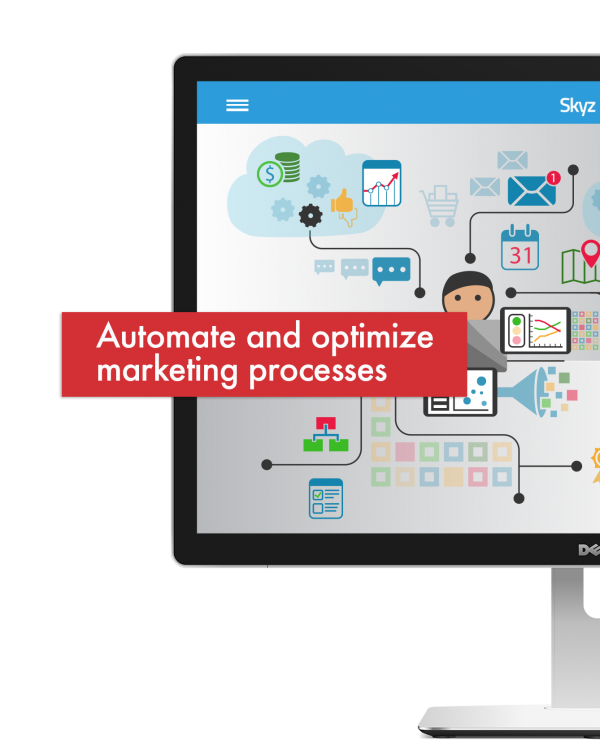 Skyz
$
1
31
Automate and optimize
marketing processes